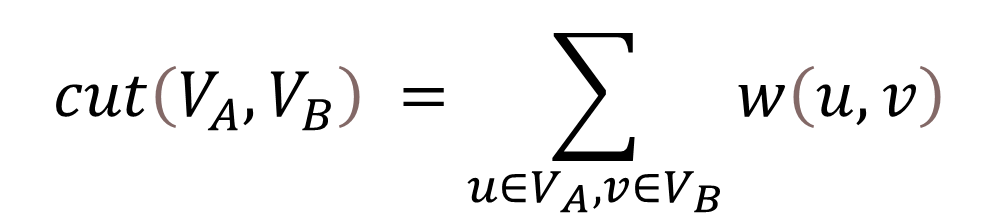 cut(V_A, V_B) = ∑_{u∈V_A,v∈V_B} w(u, v)